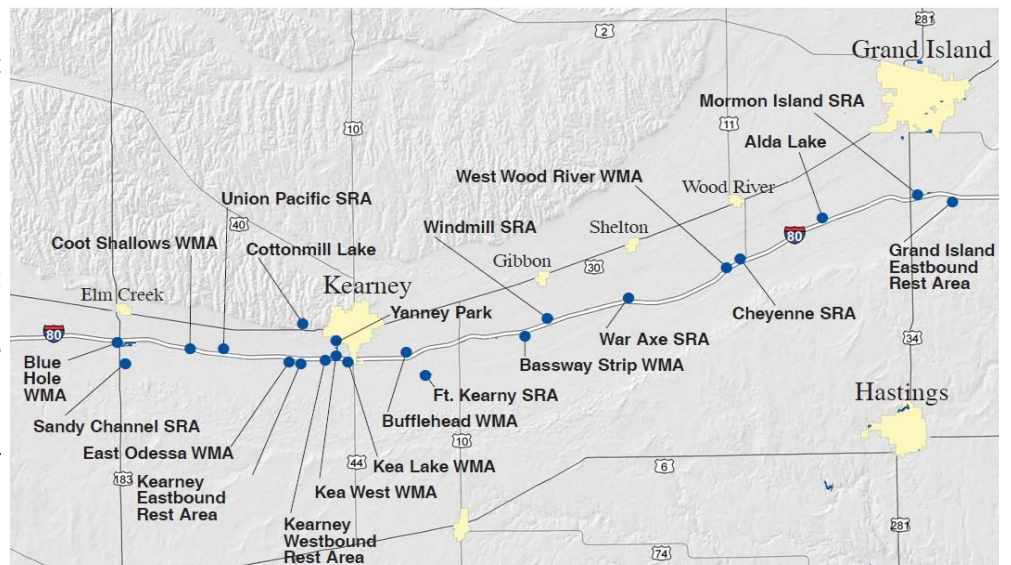 281
2
Grand Island
Mormon Island SRA
10
11
Alda Lake
West Wood River WMA
Wood River
Union Pacific SRA
40
Windmill SRA
Shelton
80
Coot Shallows WMA
Cottonmill Lake
Gibbon
30
Grand Island
Eastbound
Rest Area
Elm Creek
Kearney
Yanney Park
Cheyenne SRA
80
War Axe SRA
34
Blue
Hole
WMA
Bassway Strip WMA
Ft. Kearny SRA
Hastings
Sandy Channel SRA
Bufflehead WMA
East Odessa WMA
10
44
Kea Lake WMA
6
183
Kearney
Eastbound
Rest Area
Kea West WMA
Kearney
Westbound
Rest Area
281
74